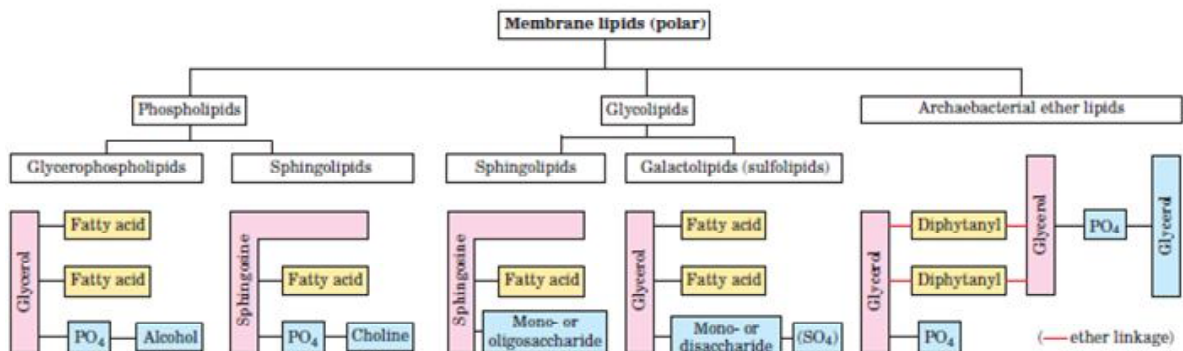 Membrane lipids (polar)
Phospholipids
Glycolipids
Archaebacterial ether lipids
Glycerophospholipids
Sphingolipids
Sphingolipids
Galactolipids (sulfolipids)
Glycerol
Fatty acid
Fatty acid
PO4
Alcohol
Sphingosine
Fatty acid
PO4
Choline
Sphingosine
Fatty acid
Mono- or
oligosaccharide
Glycerol
Fatty acid
Fatty acid
Mono- or
disaccharide
(SO4)
Glycerol
Diphytanyl
Diphytanyl
PO4
Glycerol
PO4
Glycerol
(— ether linkage)